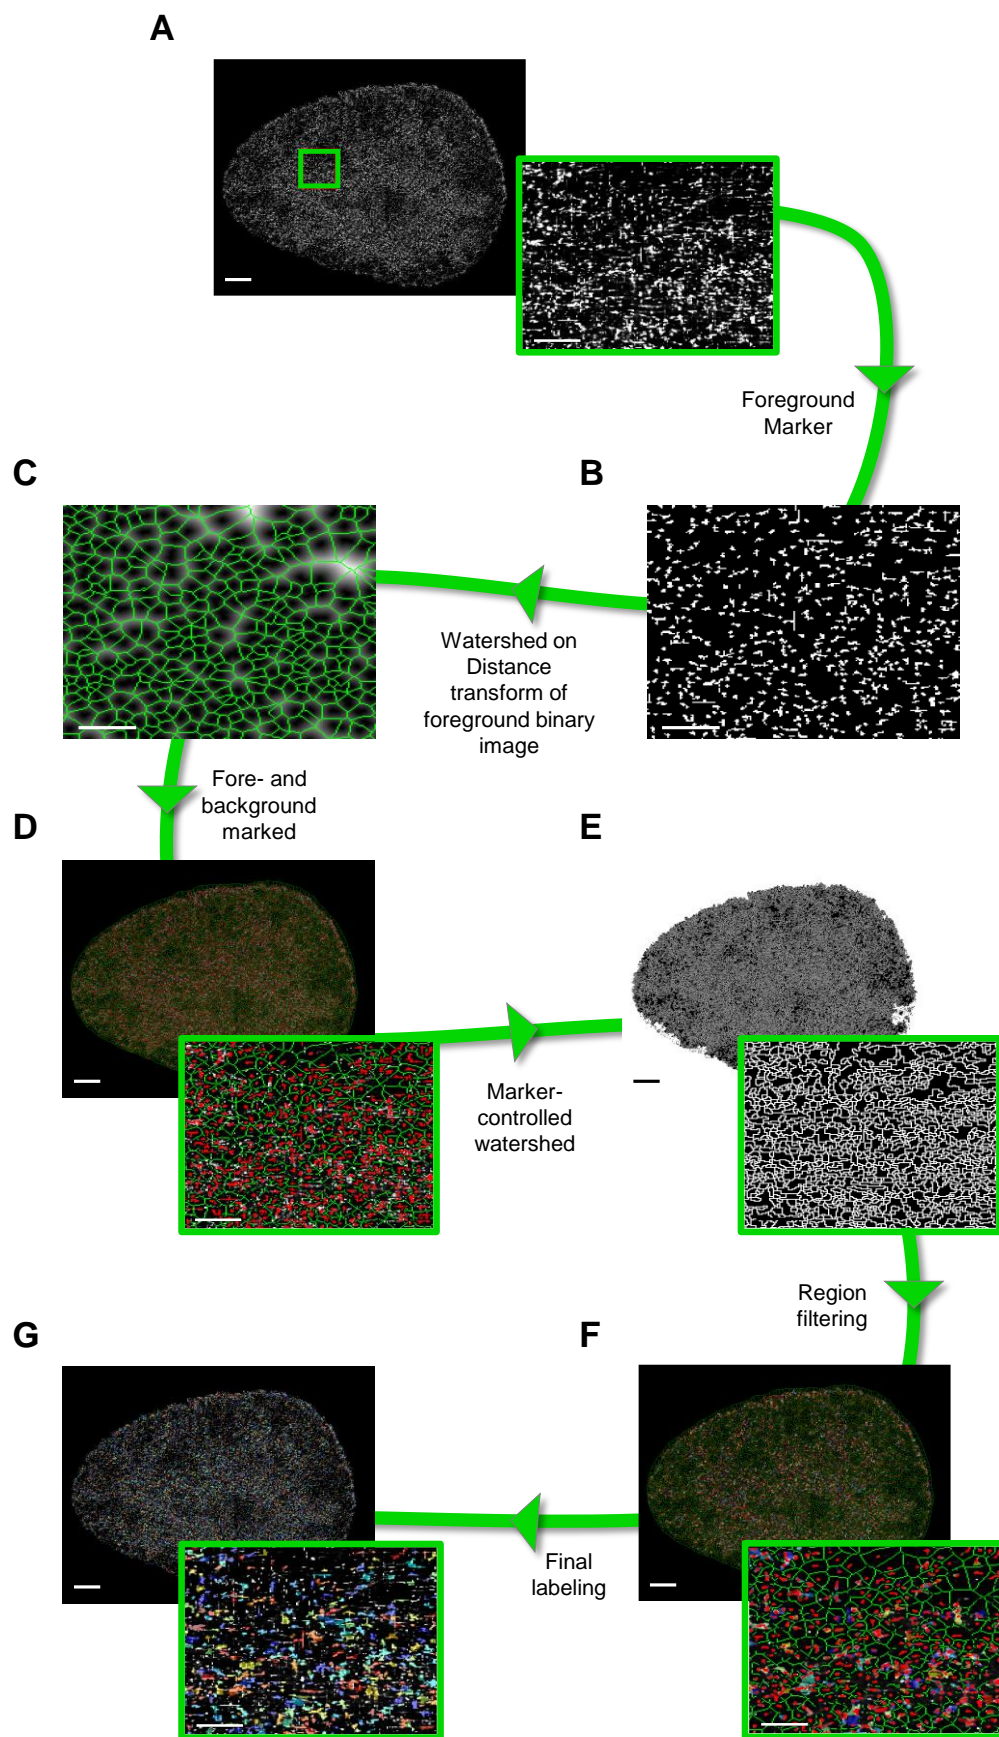 A
Foreground
Marker
C
B
Watershed on
Distance
transform of
foreground binary
image
Fore- and
background
marked
D
E
Marker-
controlled
watershed
Region
filtering
G
F
Final
labeling